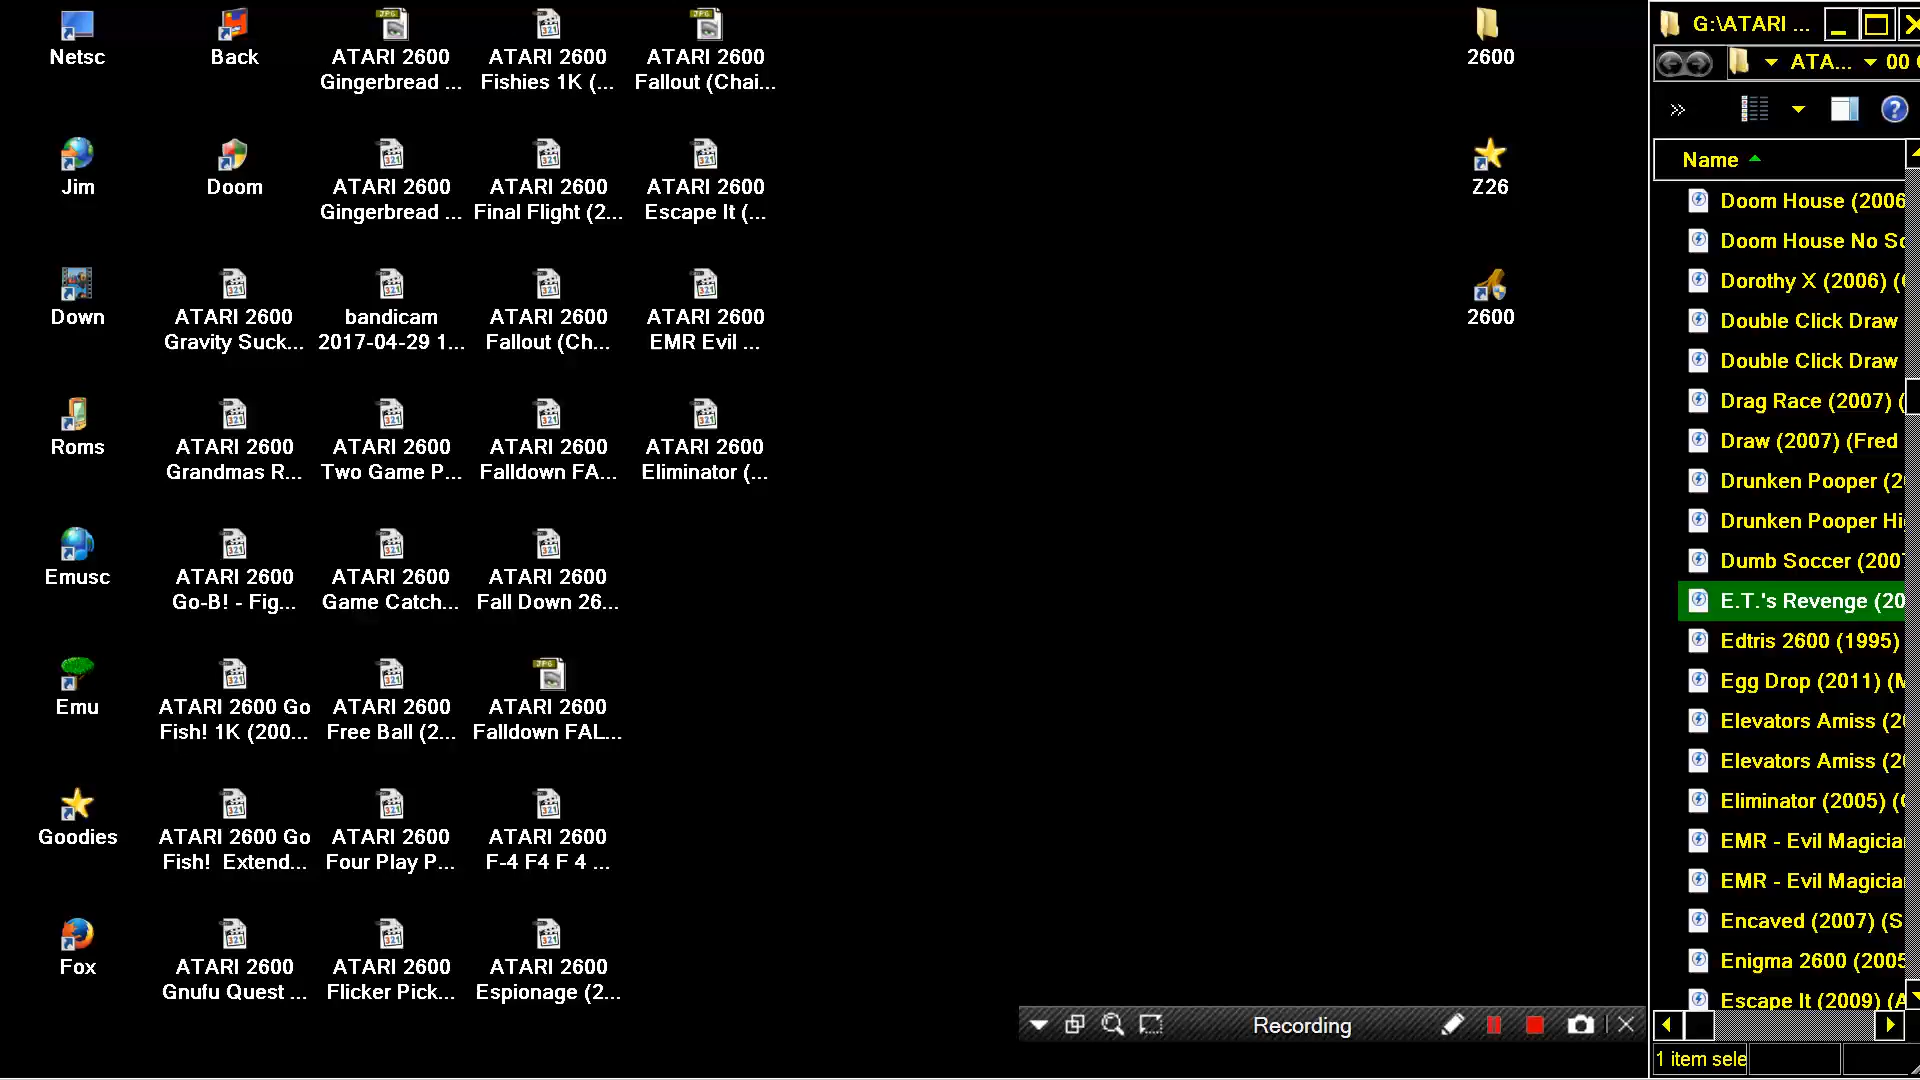 Netsc
Back
ATARI 2600
Gingerbread ...
ATARI 2600
Fishies 1K (...
ATARI 2600
Fallout (Chai...
2600
Jim
Doom
ATARI 2600
Gingerbread ...
ATARI 2600
Final Flight (2...
ATARI 2600
Escape It (...
Z26
Down
ATARI 2600
Gravity Suck...
bandicam
2017-04-29 1...
ATARI 2600
Fallout (Ch...
ATARI 2600
EMR Evil ...
2600
Roms
ATARI 2600
Grandmas R...
ATARI 2600
Two Game P...
ATARI 2600
Falldown FA...
ATARI 2600
Eliminator (...
Emusc
ATARI 2600
Go-B! - Fig...
ATARI 2600
Game Catch...
ATARI 2600
Fall Down 26...
Emu
ATARI 2600 Go
Fish! 1K (200...
ATARI 2600
Free Ball (2...
ATARI 2600
Falldown FAL...
Goodies
ATARI 2600 Go
Fish!  Extend...
ATARI 2600
Four Play P...
ATARI 2600
F-4 F4 F 4 ...
Fox
ATARI 2600
Gnufu Quest ...
ATARI 2600
Flicker Pick...
ATARI 2600
Espionage (2...
Recording
G:\ATARI ...
ATA... 00
Name
Doom House (2006
Doom House No So
Dorothy X (2006) (
Double Click Draw
Double Click Draw
Drag Race (2007) (
Draw (2007) (Fred
Drunken Pooper (2
Drunken Pooper Hi
Dumb Soccer (200
E.T.'s Revenge (20
Edtris 2600 (1995)
Egg Drop (2011) (M
Elevators Amiss (2
Elevators Amiss (2
Eliminator (2005) (
EMR - Evil Magicia
EMR - Evil Magicia
Encaved (2007) (S
Enigma 2600 (2005
Escape It (2009) (A
1 item sele